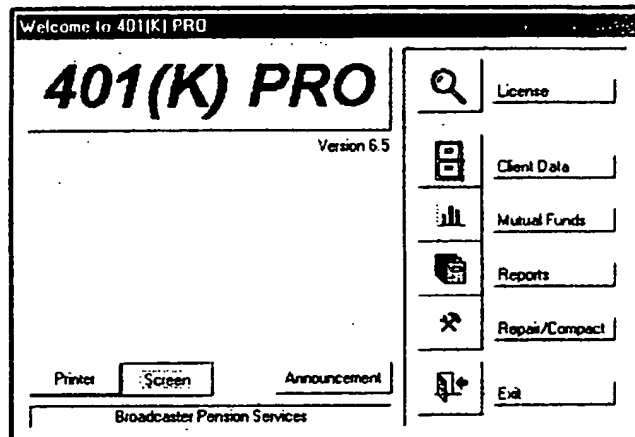 Welcome to 401(K) PRO
401(K) PRO
Version 6.5
License
Client Data
Mutual Funds
Reports
Repair/Compact
Exit
Printer
Screen
Announcement
Broadcaster Pension Services